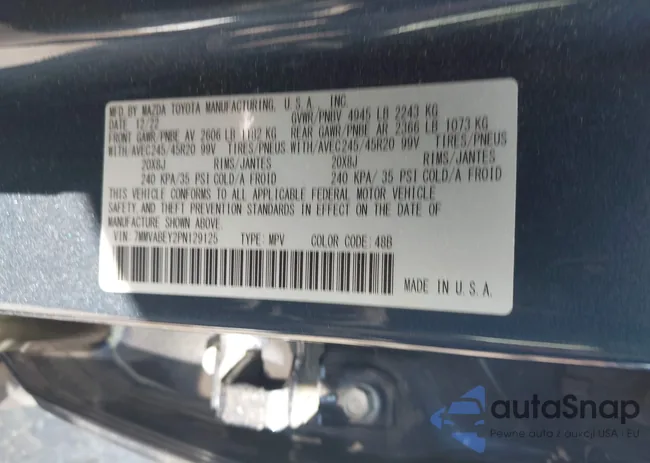 MFD BY MAZDA TOYOTA MANUFACTURING, U.S.A., INC.
DATE: 12/22 GVWR/PNBV 4945 LB 2243 KG
FRONT GAWR/PNBE AV 2606 LB 1182 KG REAR GAWR/PNBE AR 2366 LB 1073 KG
WITH/AVEC245/45R20 99V TIRES/PNEUS WITH/AVEC245/45R20 99V TIRES/PNEUS
20X8J RIMS/JANTES 20X8J RIMS/JANTES
240 KPA/35 PSI COLD/A FROID 240 KPA/ 35 PSI COLD/A FROID
THIS VEHICLE CONFORMS TO ALL APPLICABLE FEDERAL MOTOR VEHICLE
SAFETY AND THEFT PREVENTION STANDARDS IN EFFECT ON THE DATE OF
MANUFACTURE SHOWN ABOVE.
VIN: 7MMVABEY2PN129125 TYPE: MPV COLOR CODE: 48B
MADE IN U.S.A.
autoSnap
Pewne auta z aukcji USA - EU